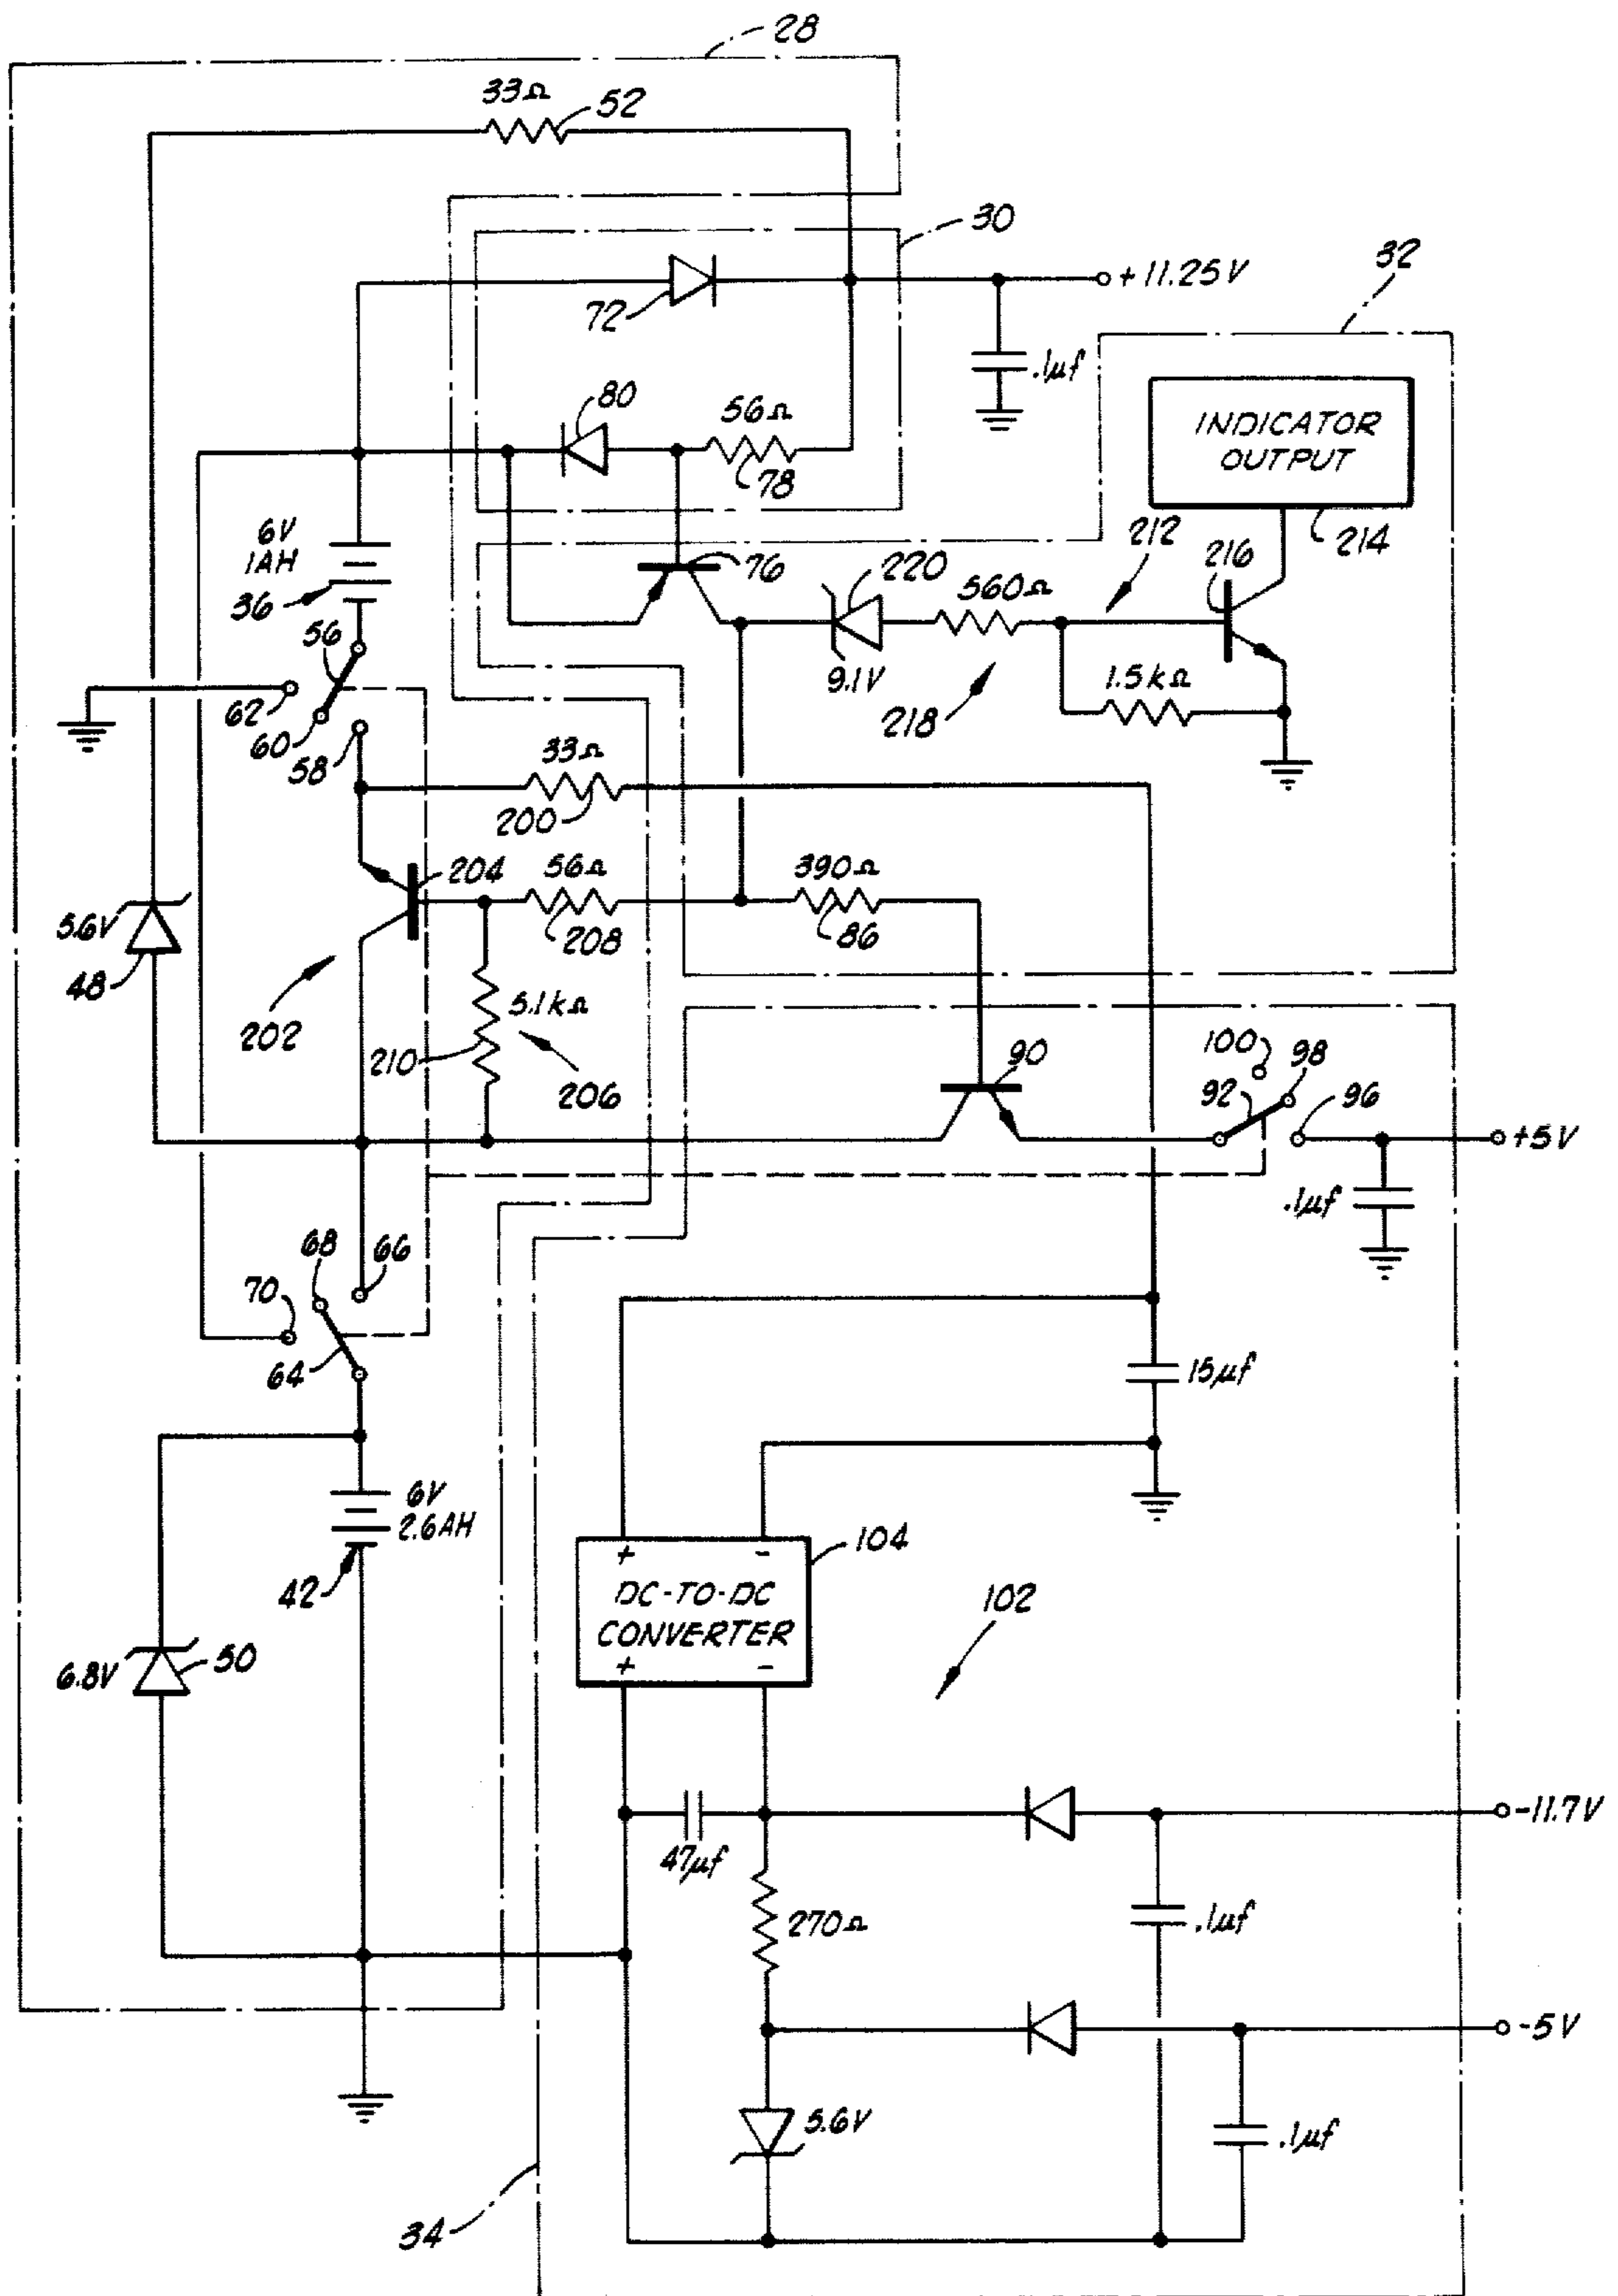 28
33Ω
52
30
32
+11.25V
72
.1µf
80
56Ω
78
INDICATOR
OUTPUT
214
6V
1AH
36
76
220
212
216
560Ω
56
9.1V
218
1.5kΩ
62
60
58
33Ω
200
204
56Ω
208
390Ω
86
5.6V
48
202
5.1kΩ
210
206
90
100
98
92
96
+5V
.1µf
68
66
70
64
15µf
6V
2.6AH
42
+ -
104
DC-TO-DC
CONVERTER
+ -
102
6.8V
50
47µf
-11.7V
270Ω
.1µf
-5V
5.6V
.1µf
34